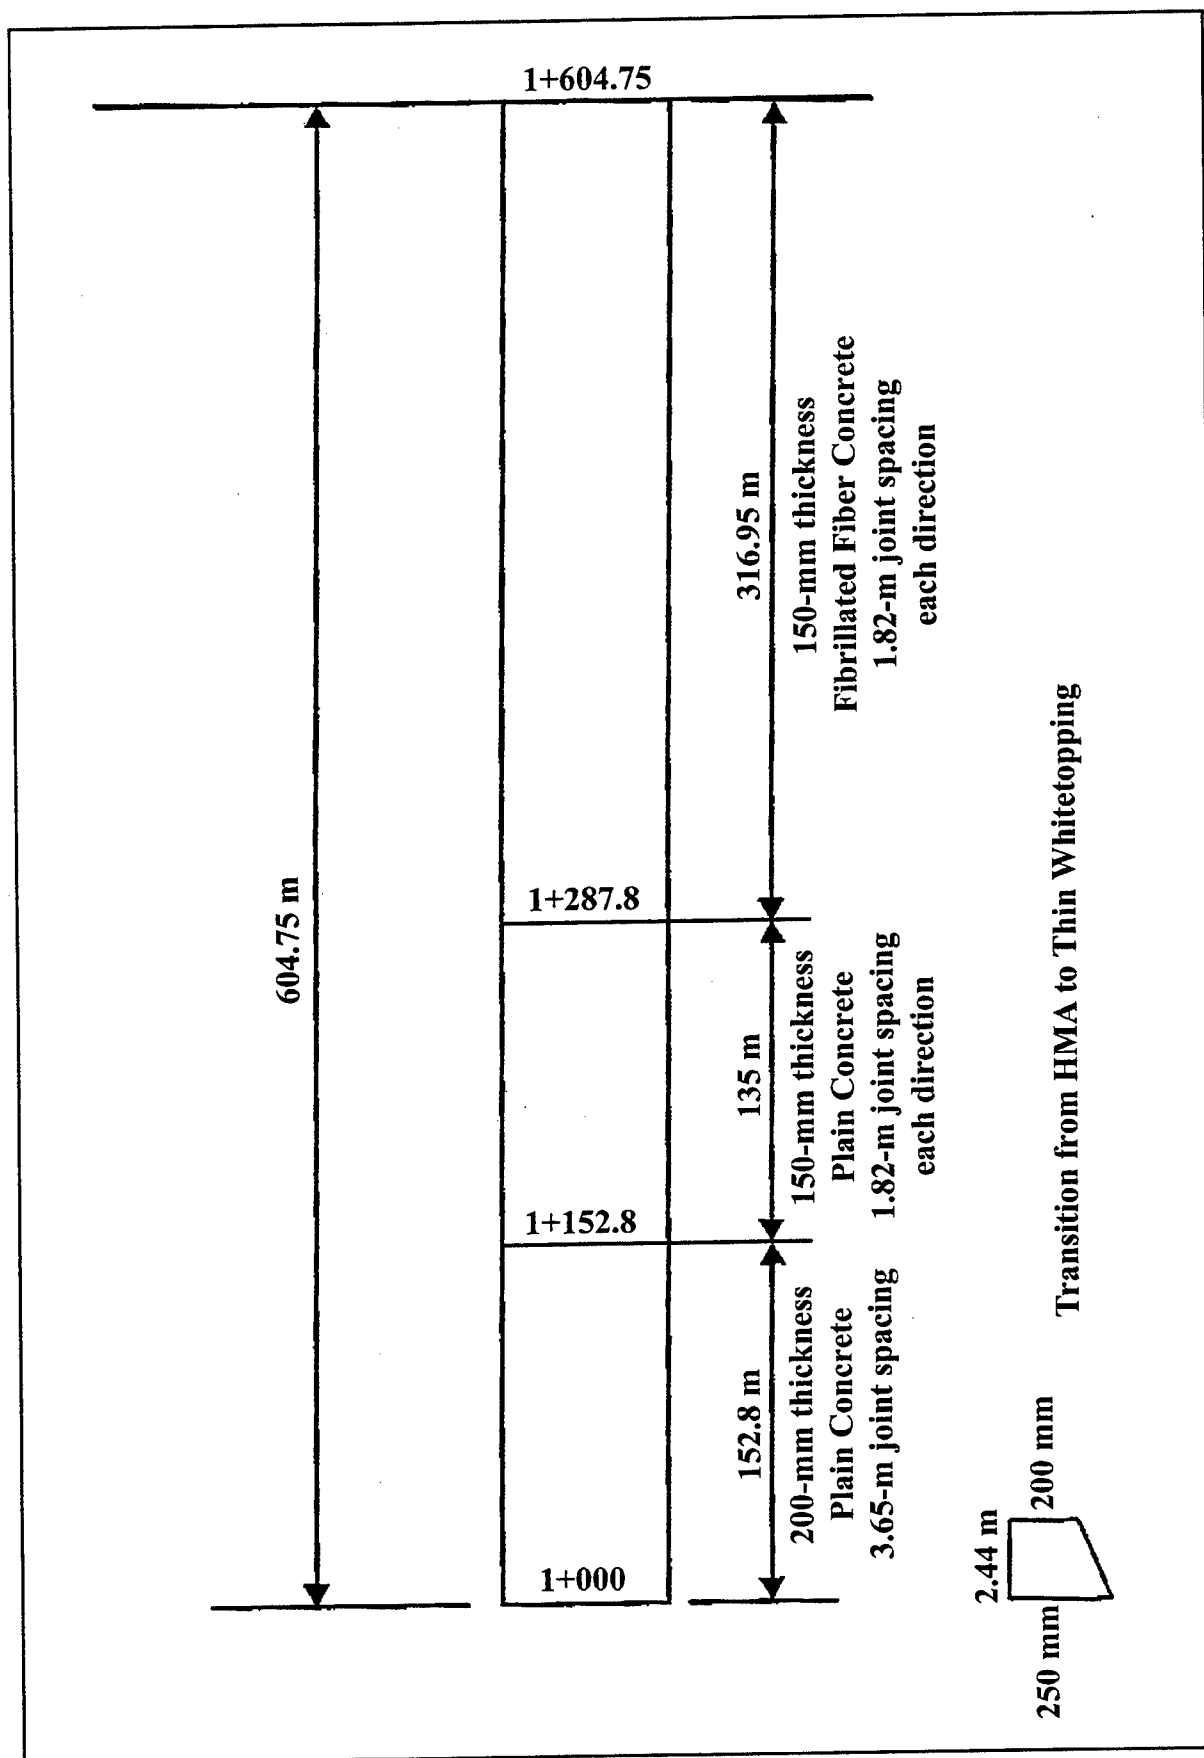 604.75 m
1+000
1+152.8
1+287.8
1+604.75
152.8 m
200-mm thickness
Plain Concrete
3.65-m joint spacing
135 m
150-mm thickness
Plain Concrete
1.82-m joint spacing
each direction
316.95 m
150-mm thickness
Fibrillated Fiber Concrete
1.82-m joint spacing
each direction
2.44 m
250 mm
200 mm
Transition from HMA to Thin Whitetopping